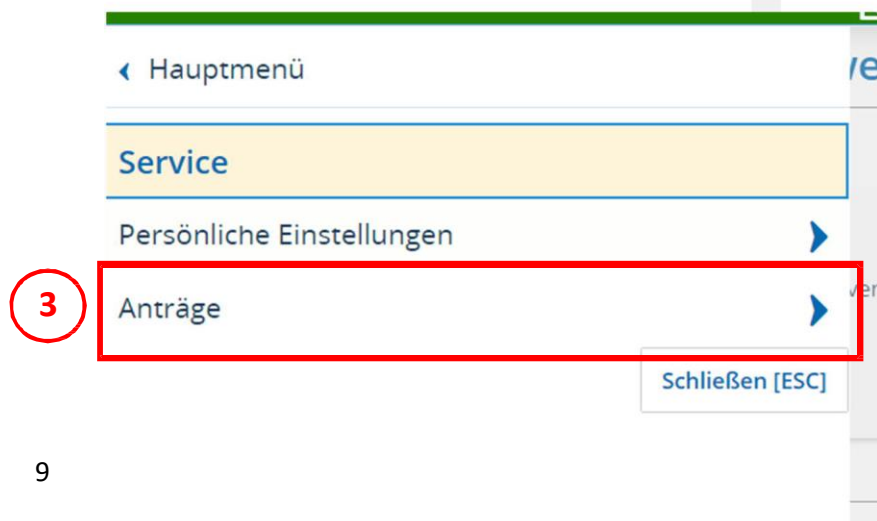 Hauptmenü
Service
Persönliche Einstellungen
3
Anträge
Schließen [ESC]
9